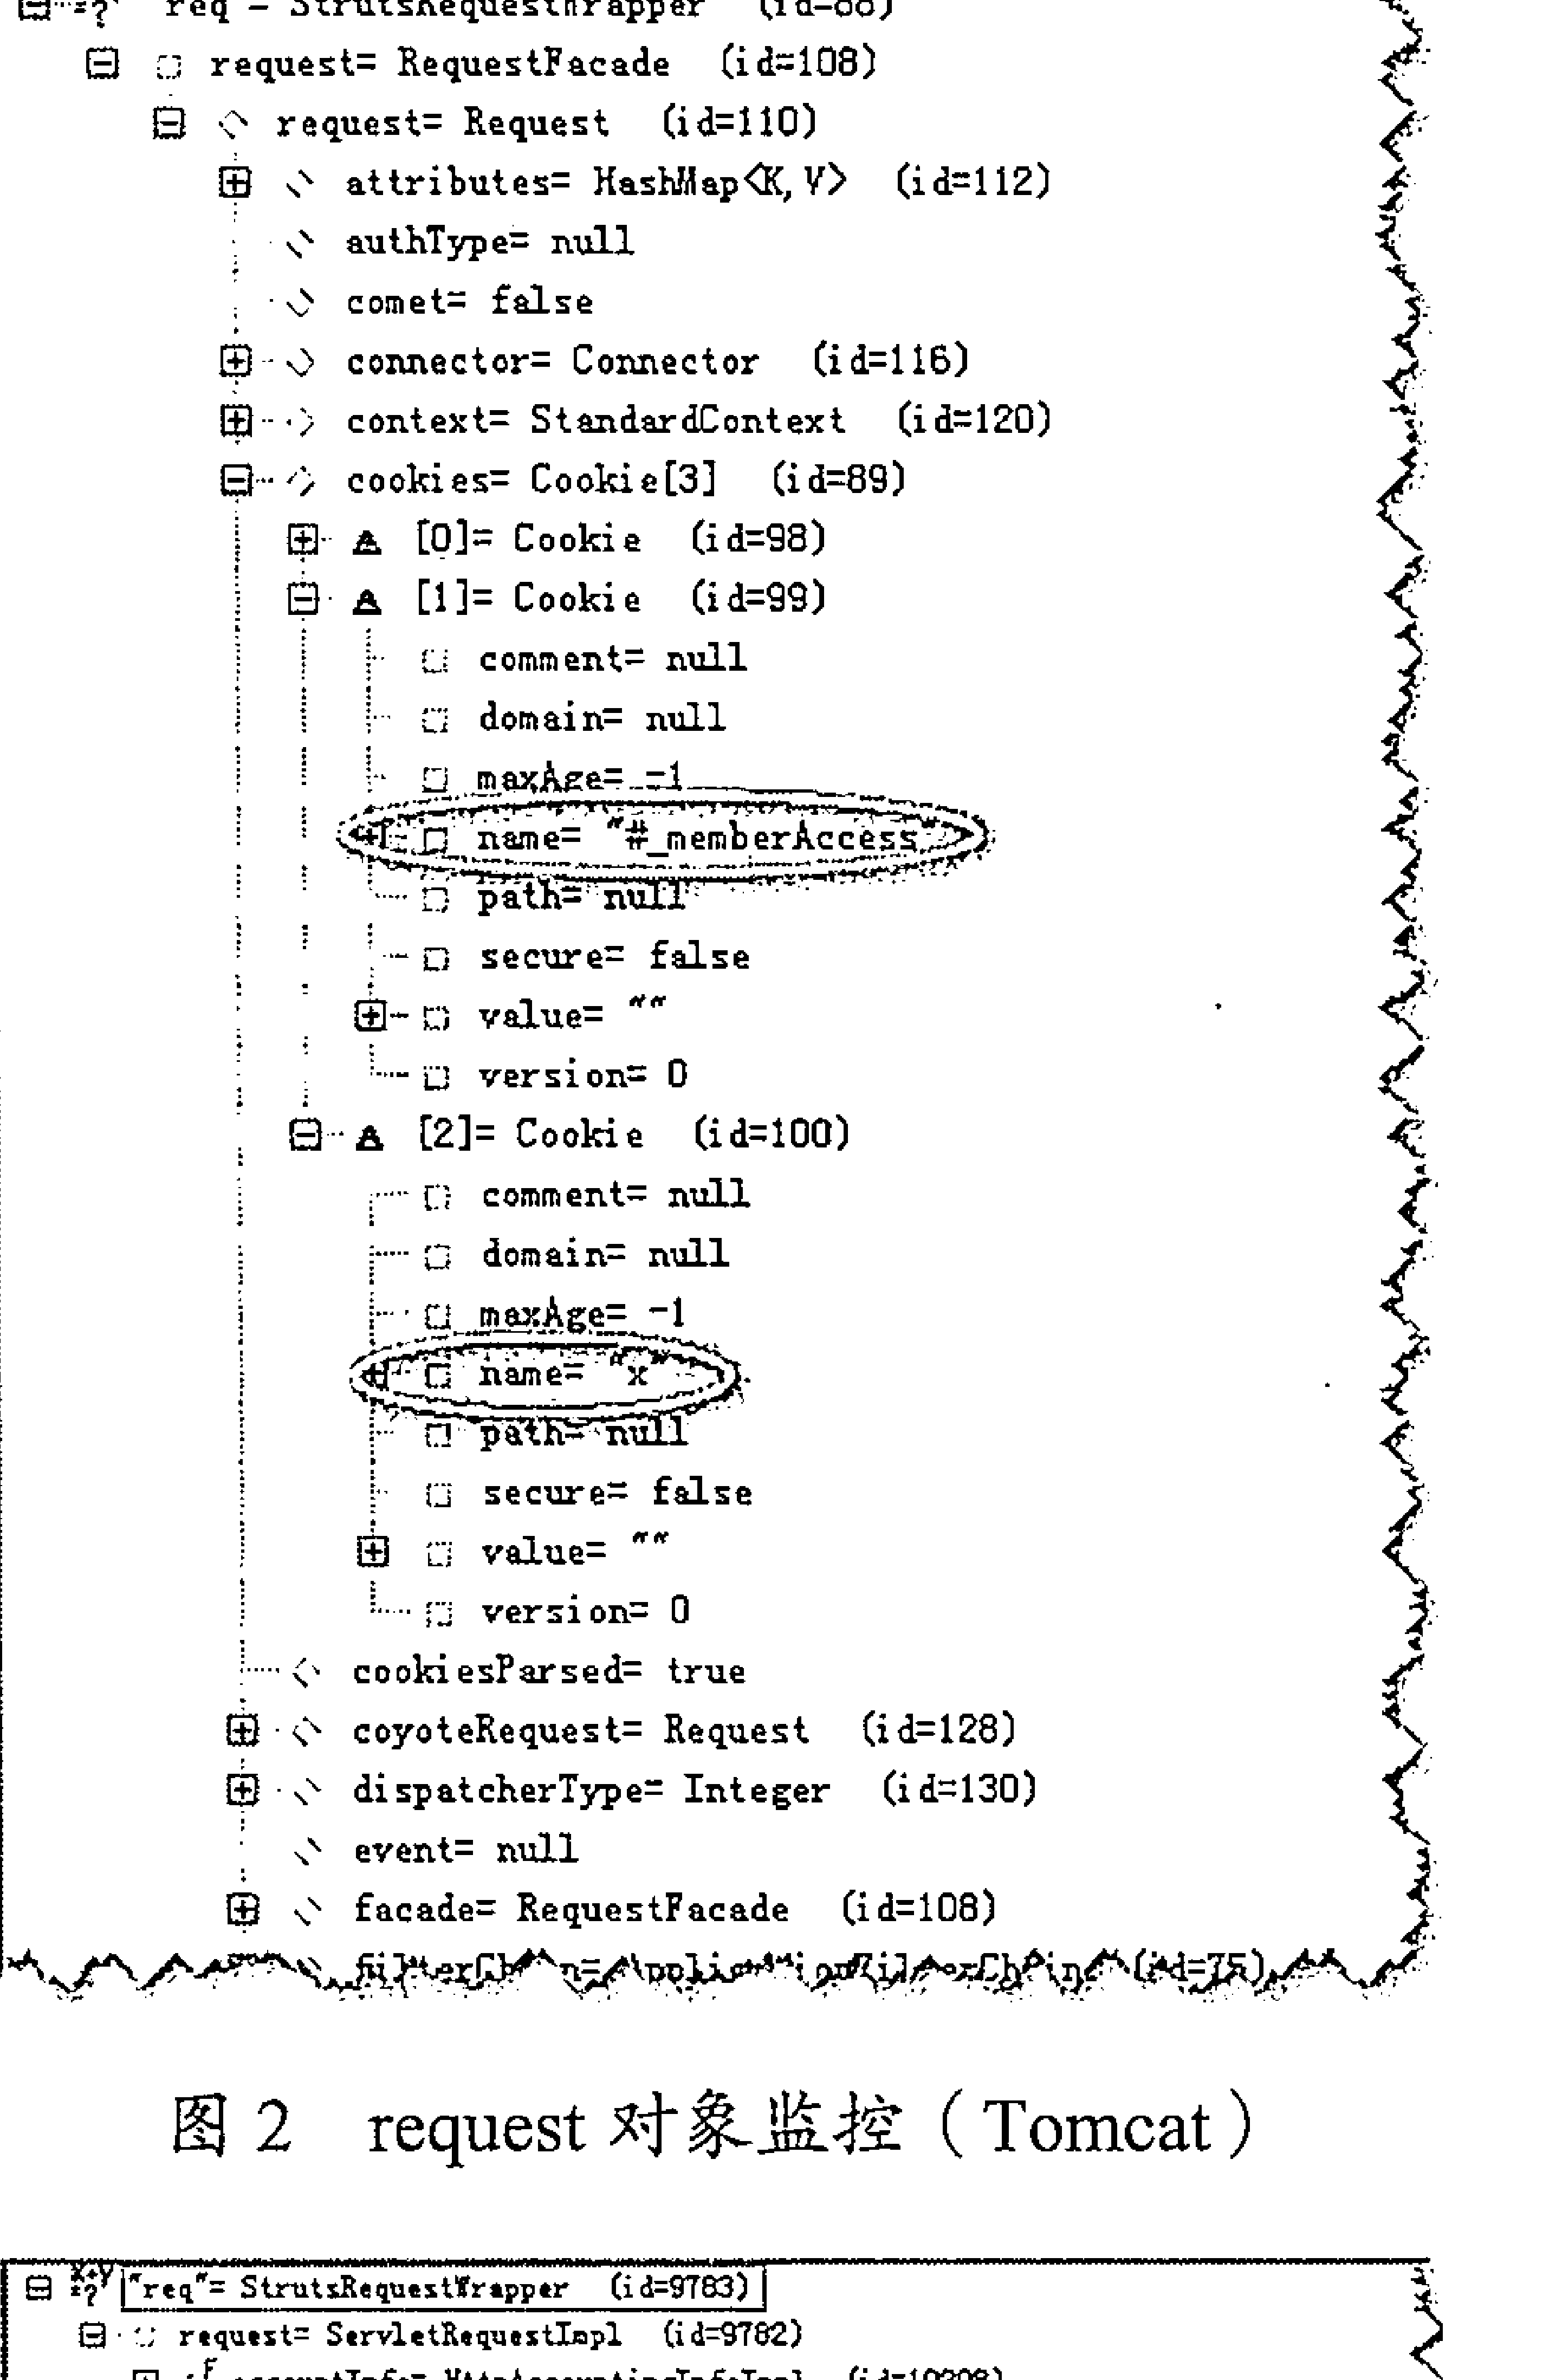 req = StrutsRequestWrapper (id=88)
request= RequestFacade (id=108)
request= Request (id=110)
attributes= HashMap<K,V> (id=112)
authType= null
comet= false
connector= Connector (id=116)
context= StandardContext (id=120)
cookies= Cookie[3] (id=89)
[0]= Cookie (id=98)
[1]= Cookie (id=99)
comment= null
domain= null
maxAge= -1
name= "#_memberAccess"
path= null
secure= false
value= ""
version= 0
[2]= Cookie (id=100)
comment= null
domain= null
maxAge= -1
name= "x"
path= null
secure= false
value= ""
version= 0
cookiesParsed= true
coyoteRequest= Request (id=128)
dispatcherType= Integer (id=130)
event= null
facade= RequestFacade (id=108)
(id=75)
图 2 request 对象监控（Tomcat）
"req"= StrutsRequestWrapper (id=9783)
request= ServletRequestImpl (id=9782)